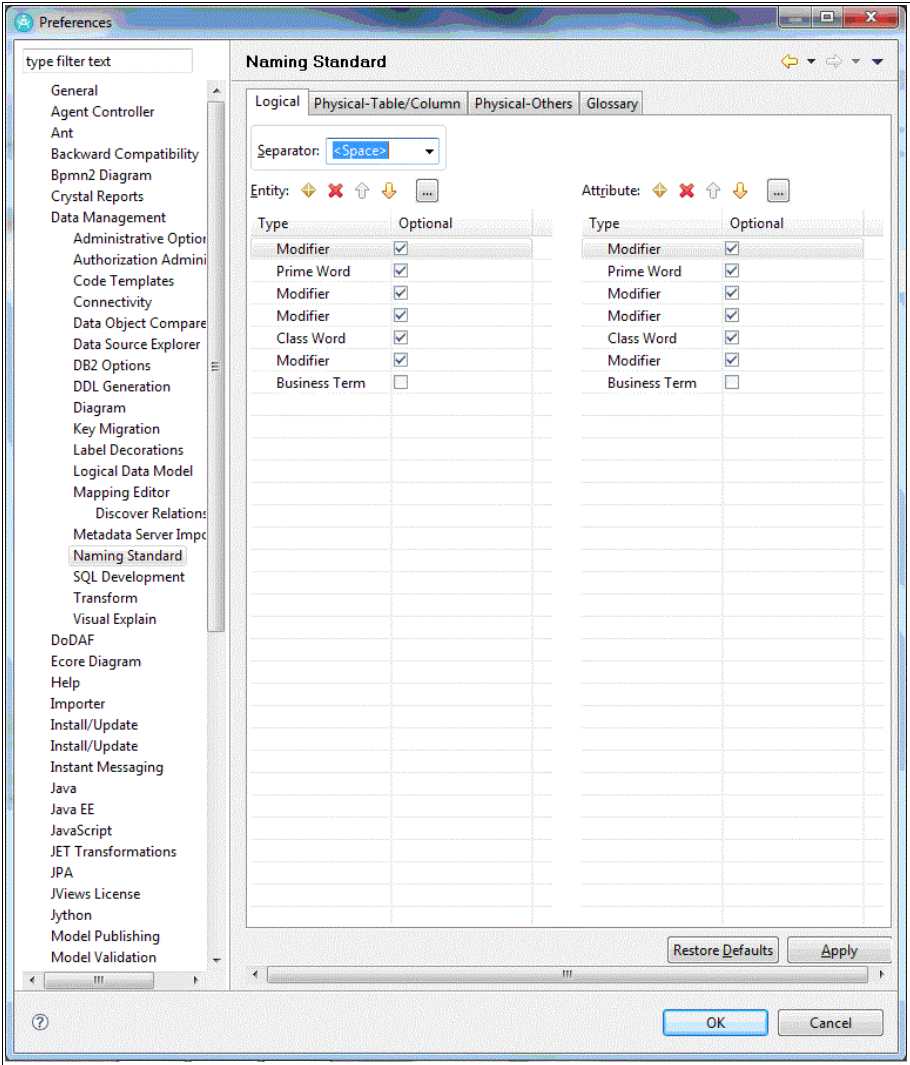 Preferences
type filter text
General
Agent Controller
Ant
Backward Compatibility
Bpmn2 Diagram
Crystal Reports
Data Management
Administrative Option
Authorization Admini
Code Templates
Connectivity
Data Object Compare
Data Source Explorer
DB2 Options
DDL Generation
Diagram
Key Migration
Label Decorations
Logical Data Model
Mapping Editor
Discover Relations
Metadata Server Impo
Naming Standard
SQL Development
Transform
Visual Explain
DoDAF
Ecore Diagram
Help
Importer
Install/Update
Install/Update
Instant Messaging
Java
Java EE
JavaScript
JET Transformations
JPA
JViews License
Jython
Model Publishing
Model Validation
Naming Standard
Logical Physical-Table/Column Physical-Others Glossary
Separator: <Space>
Entity: ... Attribute: ...
Type Optional Type Optional
Modifier Modifier
Prime Word Prime Word
Modifier Modifier
Modifier Modifier
Class Word Class Word
Modifier Modifier
Business Term Business Term
Restore Defaults Apply
OK Cancel